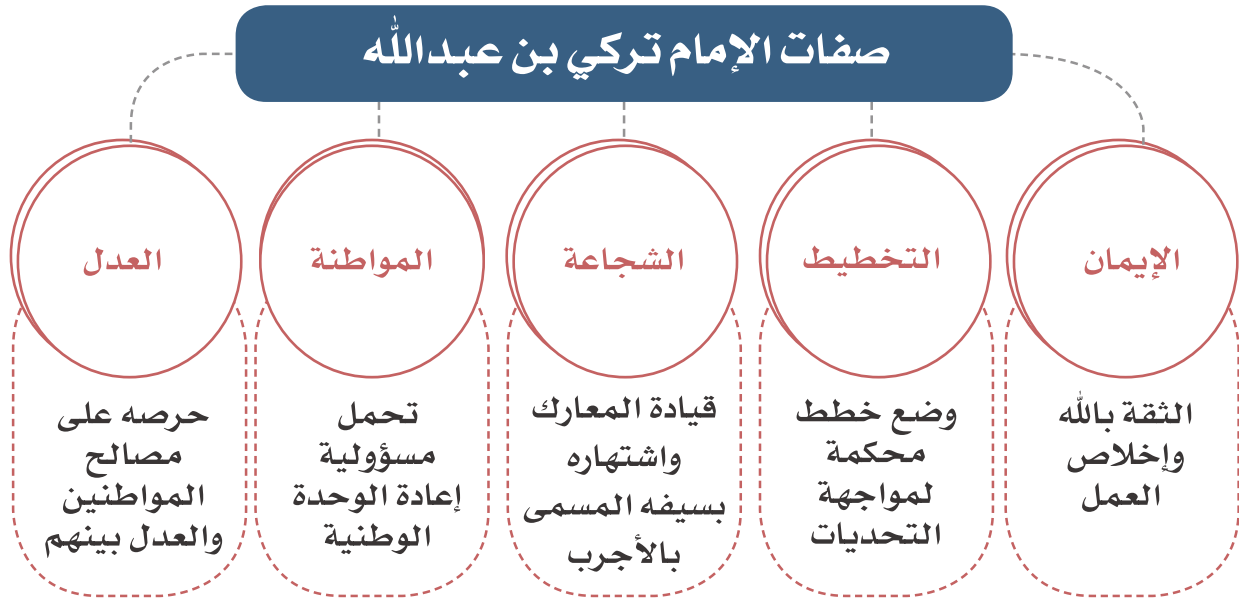 صفات الإمام تركي بن عبدالله
الإيمان
الثقة بالله
وإخلاص
العمل
التخطيط
وضع خطط
محكمة
لمواجهة
التحديات
الشجاعة
قيادة المعارك
واشتهاره
بسيفه المسمى
بالأجرب
المواطنة
تحمل
مسؤولية
إعادة الوحدة
الوطنية
العدل
حرصه على
مصالح
المواطنين
والعدل بينهم